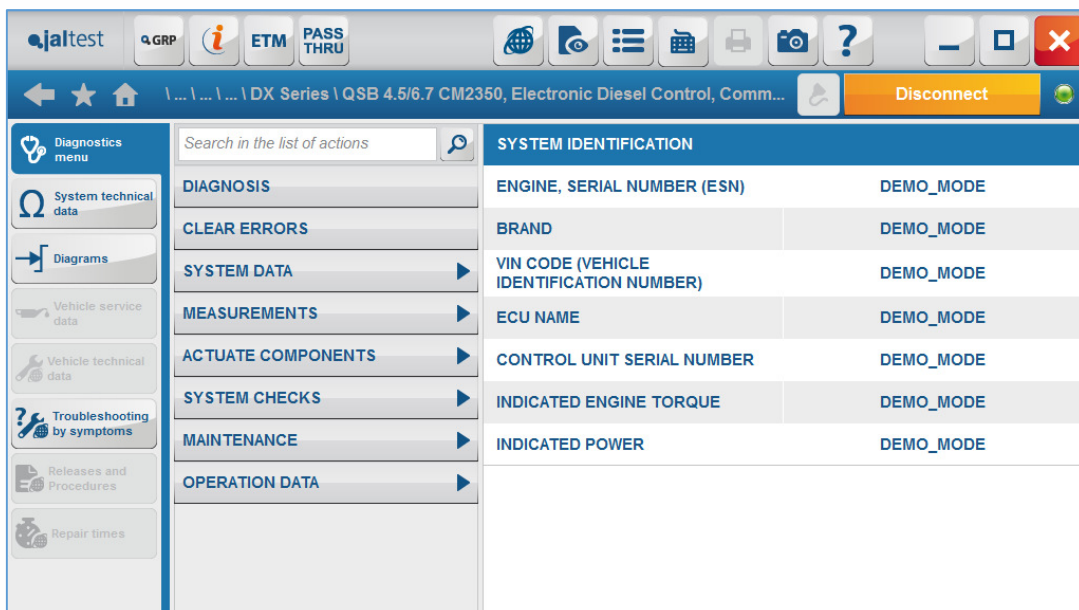 jaltest
GRP
i
ETM
PASS
THRU
?
\ ... \ ... \ ... \ DX Series \ QSB 4.5/6.7 CM2350, Electronic Diesel Control, Comm...
Disconnect
Diagnostics
menu
System technical
data
Diagrams
Vehicle service
data
Vehicle technical
data
Troubleshooting
by symptoms
Releases and
Procedures
Repair times
Search in the list of actions
DIAGNOSIS
CLEAR ERRORS
SYSTEM DATA
MEASUREMENTS
ACTUATE COMPONENTS
SYSTEM CHECKS
MAINTENANCE
OPERATION DATA
SYSTEM IDENTIFICATION
ENGINE, SERIAL NUMBER (ESN) DEMO_MODE
BRAND DEMO_MODE
VIN CODE (VEHICLE
IDENTIFICATION NUMBER) DEMO_MODE
ECU NAME DEMO_MODE
CONTROL UNIT SERIAL NUMBER DEMO_MODE
INDICATED ENGINE TORQUE DEMO_MODE
INDICATED POWER DEMO_MODE